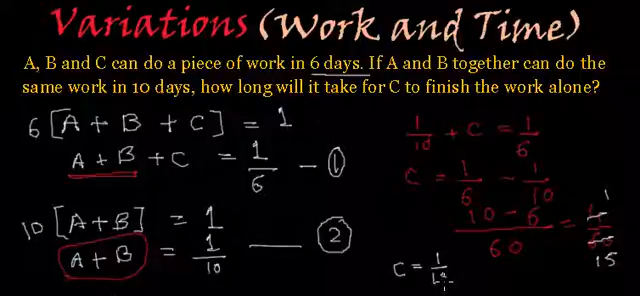 Variations (Work and Time)
A, B and C can do a piece of work in 6 days. If A and B together can do the
same work in 10 days, how long will it take for C to finish the work alone?
6 [A + B + C] = 1
A + B + C = 1/6 — ①
10 [A+B] = 1
A+B = 1/10 — ②
1/10 + C = 1/6
C = 1/6 - 1/10
10 - 6 / 60 = 4/60
1
15
C =